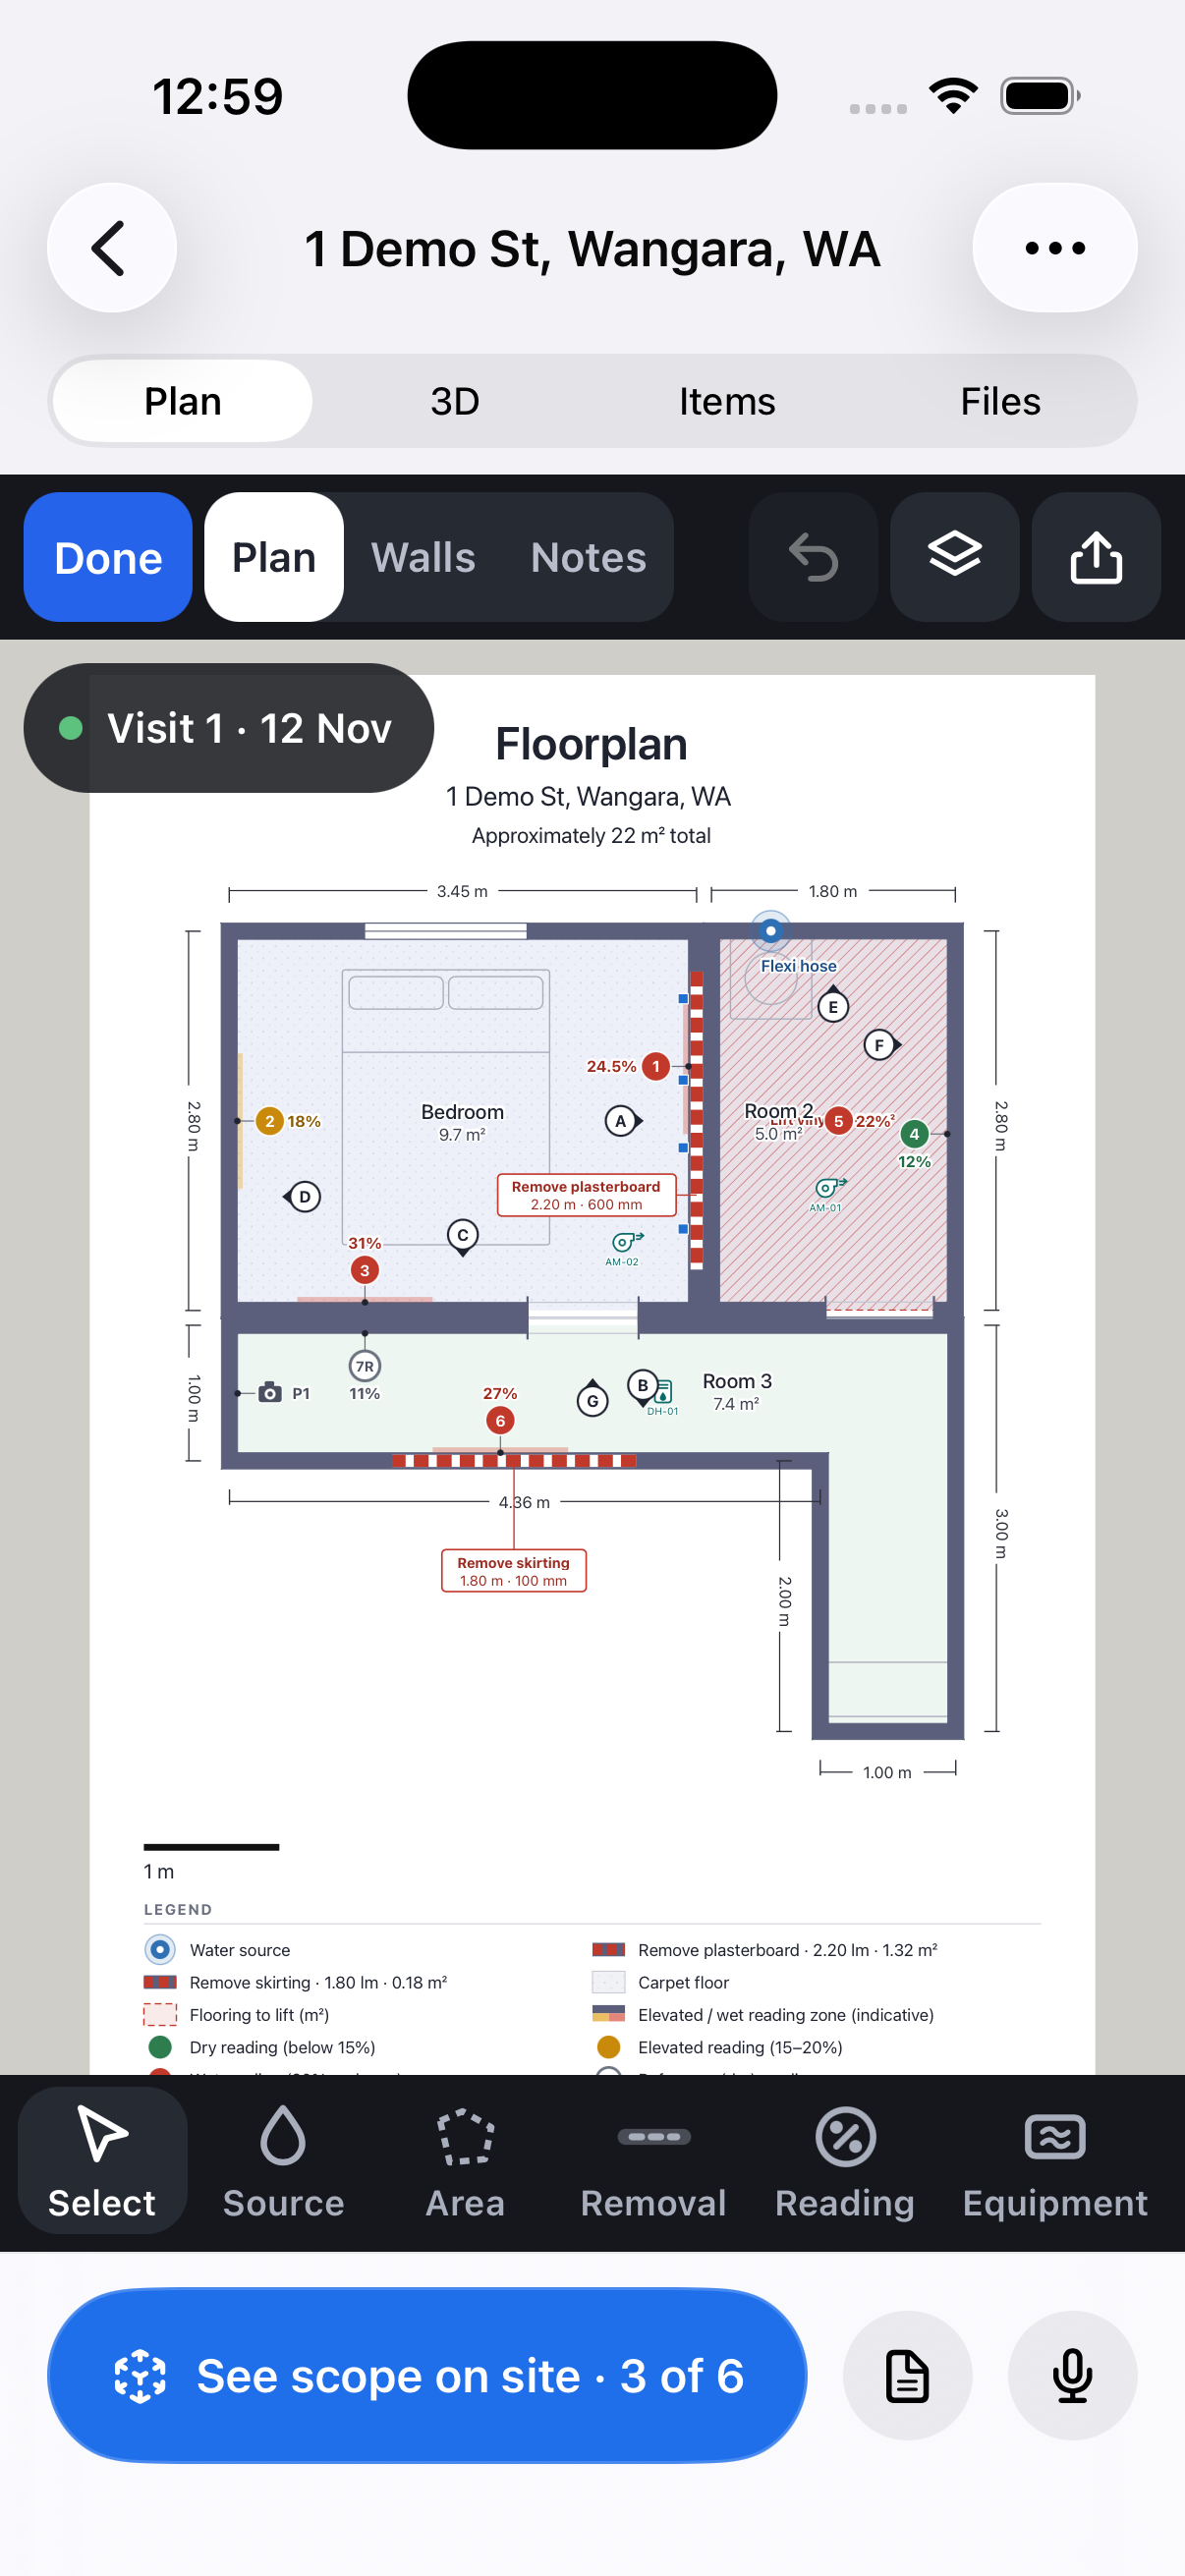 12:59
1 Demo St, Wangara, WA
Plan 3D Items Files
Done Plan Walls Notes
Visit 1 · 12 Nov
Floorplan
1 Demo St, Wangara, WA
Approximately 22 m² total
3.45 m 1.80 m
Flexi hose
E
F
24.5% 1
2.80 m 2 18% Bedroom A Room 2 5 22% 4 2.80 m
9.7 m² 5.0 m²
12%
Remove plasterboard
2.20 m · 600 mm
D
AM-01
C
31%
3
AM-02
7R
11%
1.00 m P1 27% G B Room 3
6 DH-01 7.4 m²
4.36 m
3.00 m
Remove skirting
1.80 m · 100 mm
2.00 m
1.00 m
1 m
LEGEND
Water source Remove plasterboard · 2.20 lm · 1.32 m²
Remove skirting · 1.80 lm · 0.18 m² Carpet floor
Flooring to lift (m²) Elevated / wet reading zone (indicative)
Dry reading (below 15%) Elevated reading (15–20%)
Select Source Area Removal Reading Equipment
See scope on site · 3 of 6